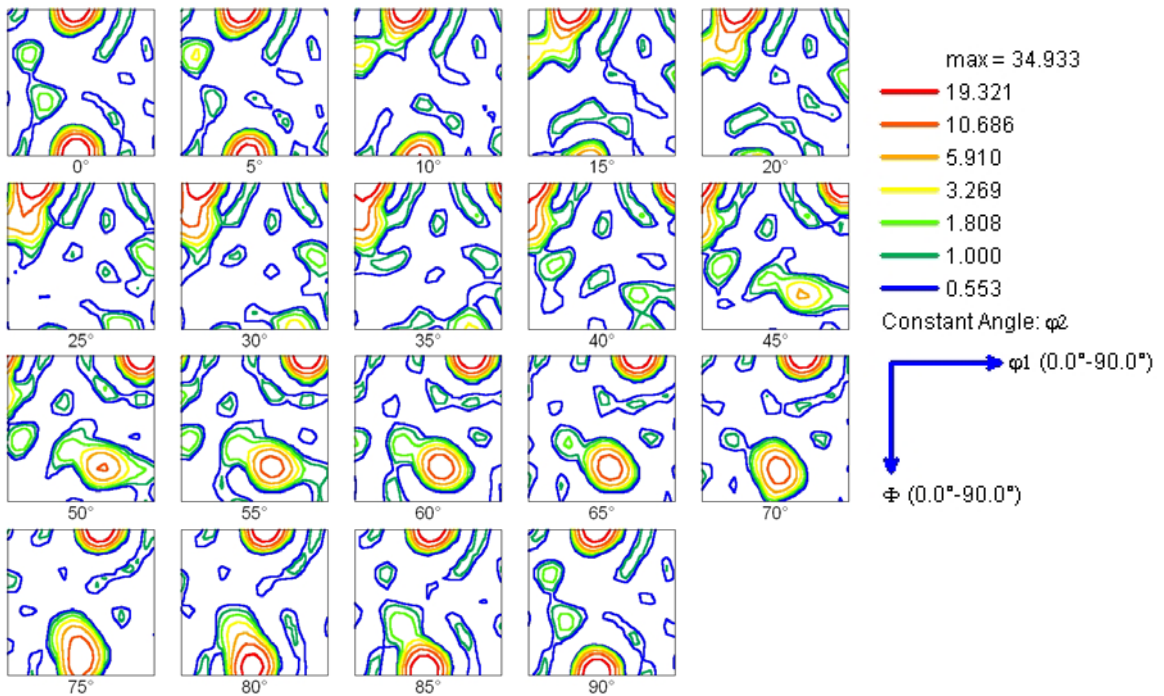 0° 5° 10° 15° 20°
25° 30° 35° 40° 45°
50° 55° 60° 65° 70°
75° 80° 85° 90°
max = 34.933
19.321
10.686
5.910
3.269
1.808
1.000
0.553
Constant Angle: φ2
φ1 (0.0°-90.0°)
Φ (0.0°-90.0°)